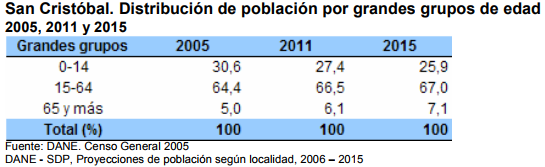 San Cristóbal. Distribución de población por grandes grupos de edad
2005, 2011 y 2015
Grandes grupos 2005 2011 2015
0-14 30,6 27,4 25,9
15-64 64,4 66,5 67,0
65 y más 5,0 6,1 7,1
Total (%) 100 100 100
Fuente: DANE. Censo General 2005
DANE - SDP, Proyecciones de población según localidad, 2006 – 2015